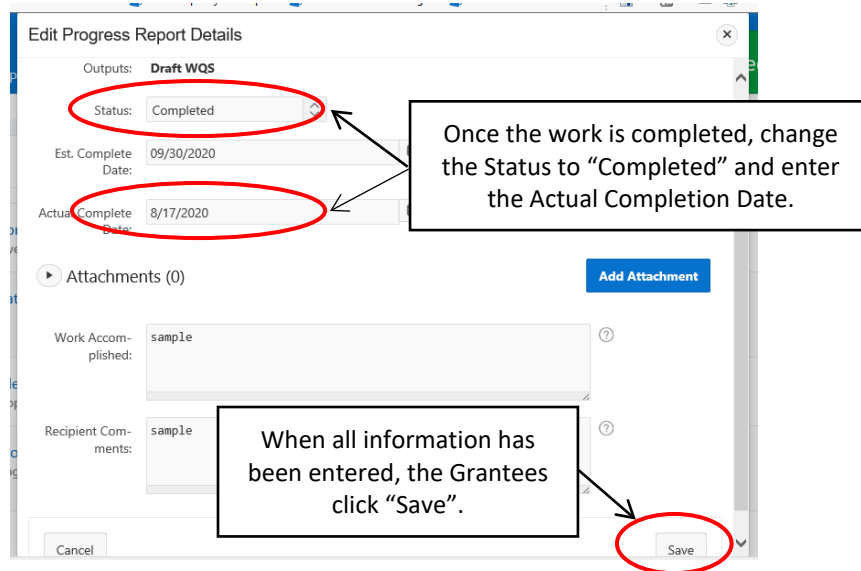 Edit Progress Report Details
Outputs: Draft WQS
Status: Completed
Once the work is completed, change
the Status to “Completed” and enter
the Actual Completion Date.
Est. Complete 09/30/2020
Date:
Actual Complete 8/17/2020
Date:
Attachments (0) Add Attachment
Work Accom- sample
plished:
Recipient Com- sample
ments:
When all information has
been entered, the Grantees
click “Save”.
Cancel Save